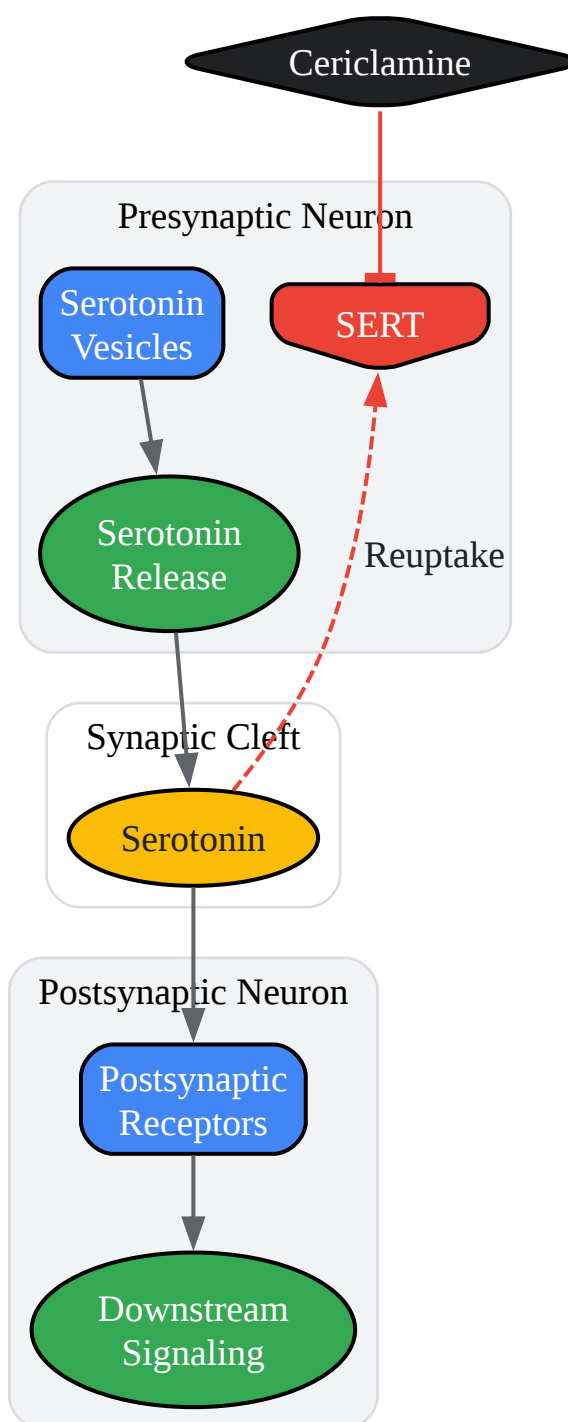 Cericlamine
Presynaptic Neuron
Serotonin
Vesicles
SERT
Serotonin
Release
Reuptake
Synaptic Cleft
Serotonin
Postsynaptic Neuron
Postsynaptic
Receptors
Downstream
Signaling